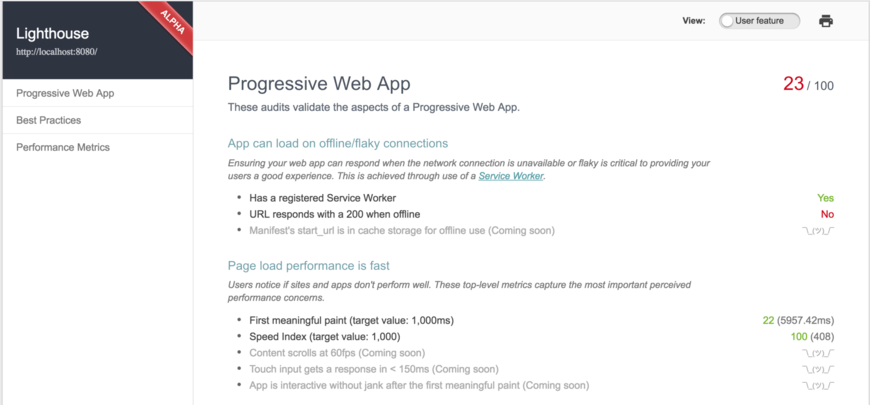 Lighthouse
http://localhost:8080/
ALPHA
View:
User feature
Progressive Web App
Best Practices
Performance Metrics
Progressive Web App
23 / 100
These audits validate the aspects of a Progressive Web App.
App can load on offline/flaky connections
Ensuring your web app can respond when the network connection is unavailable or flaky is critical to providing your
users a good experience. This is achieved through use of a Service Worker.
• Has a registered Service Worker Yes
• URL responds with a 200 when offline No
• Manifest's start_url is in cache storage for offline use (Coming soon) ¯\_(ツ)_/¯
Page load performance is fast
Users notice if sites and apps don't perform well. These top-level metrics capture the most important perceived
performance concerns.
• First meaningful paint (target value: 1,000ms) 22 (5957.42ms)
• Speed Index (target value: 1,000) 100 (408)
• Content scrolls at 60fps (Coming soon) ¯\_(ツ)_/¯
• Touch input gets a response in < 150ms (Coming soon) ¯\_(ツ)_/¯
• App is interactive without jank after the first meaningful paint (Coming soon) ¯\_(ツ)_/¯